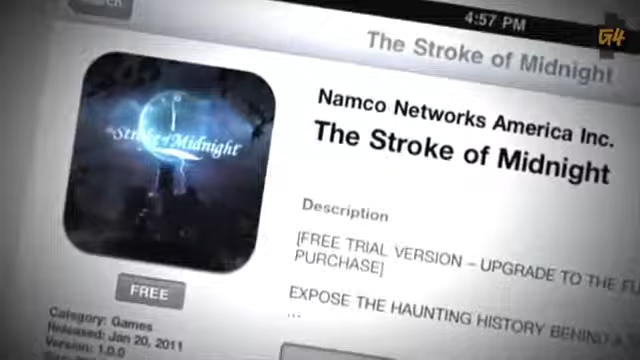 4:57 PM
G4
The Stroke of Midnight
Namco Networks America Inc.
The Stroke of Midnight
Stroke of Midnight
Description
[FREE TRIAL VERSION – UPGRADE TO THE
PURCHASE]
FREE
EXPOSE THE HAUNTING HISTORY BEHIND
...
Category: Games
Released: Jan 20, 2011
Version: 1.0.0